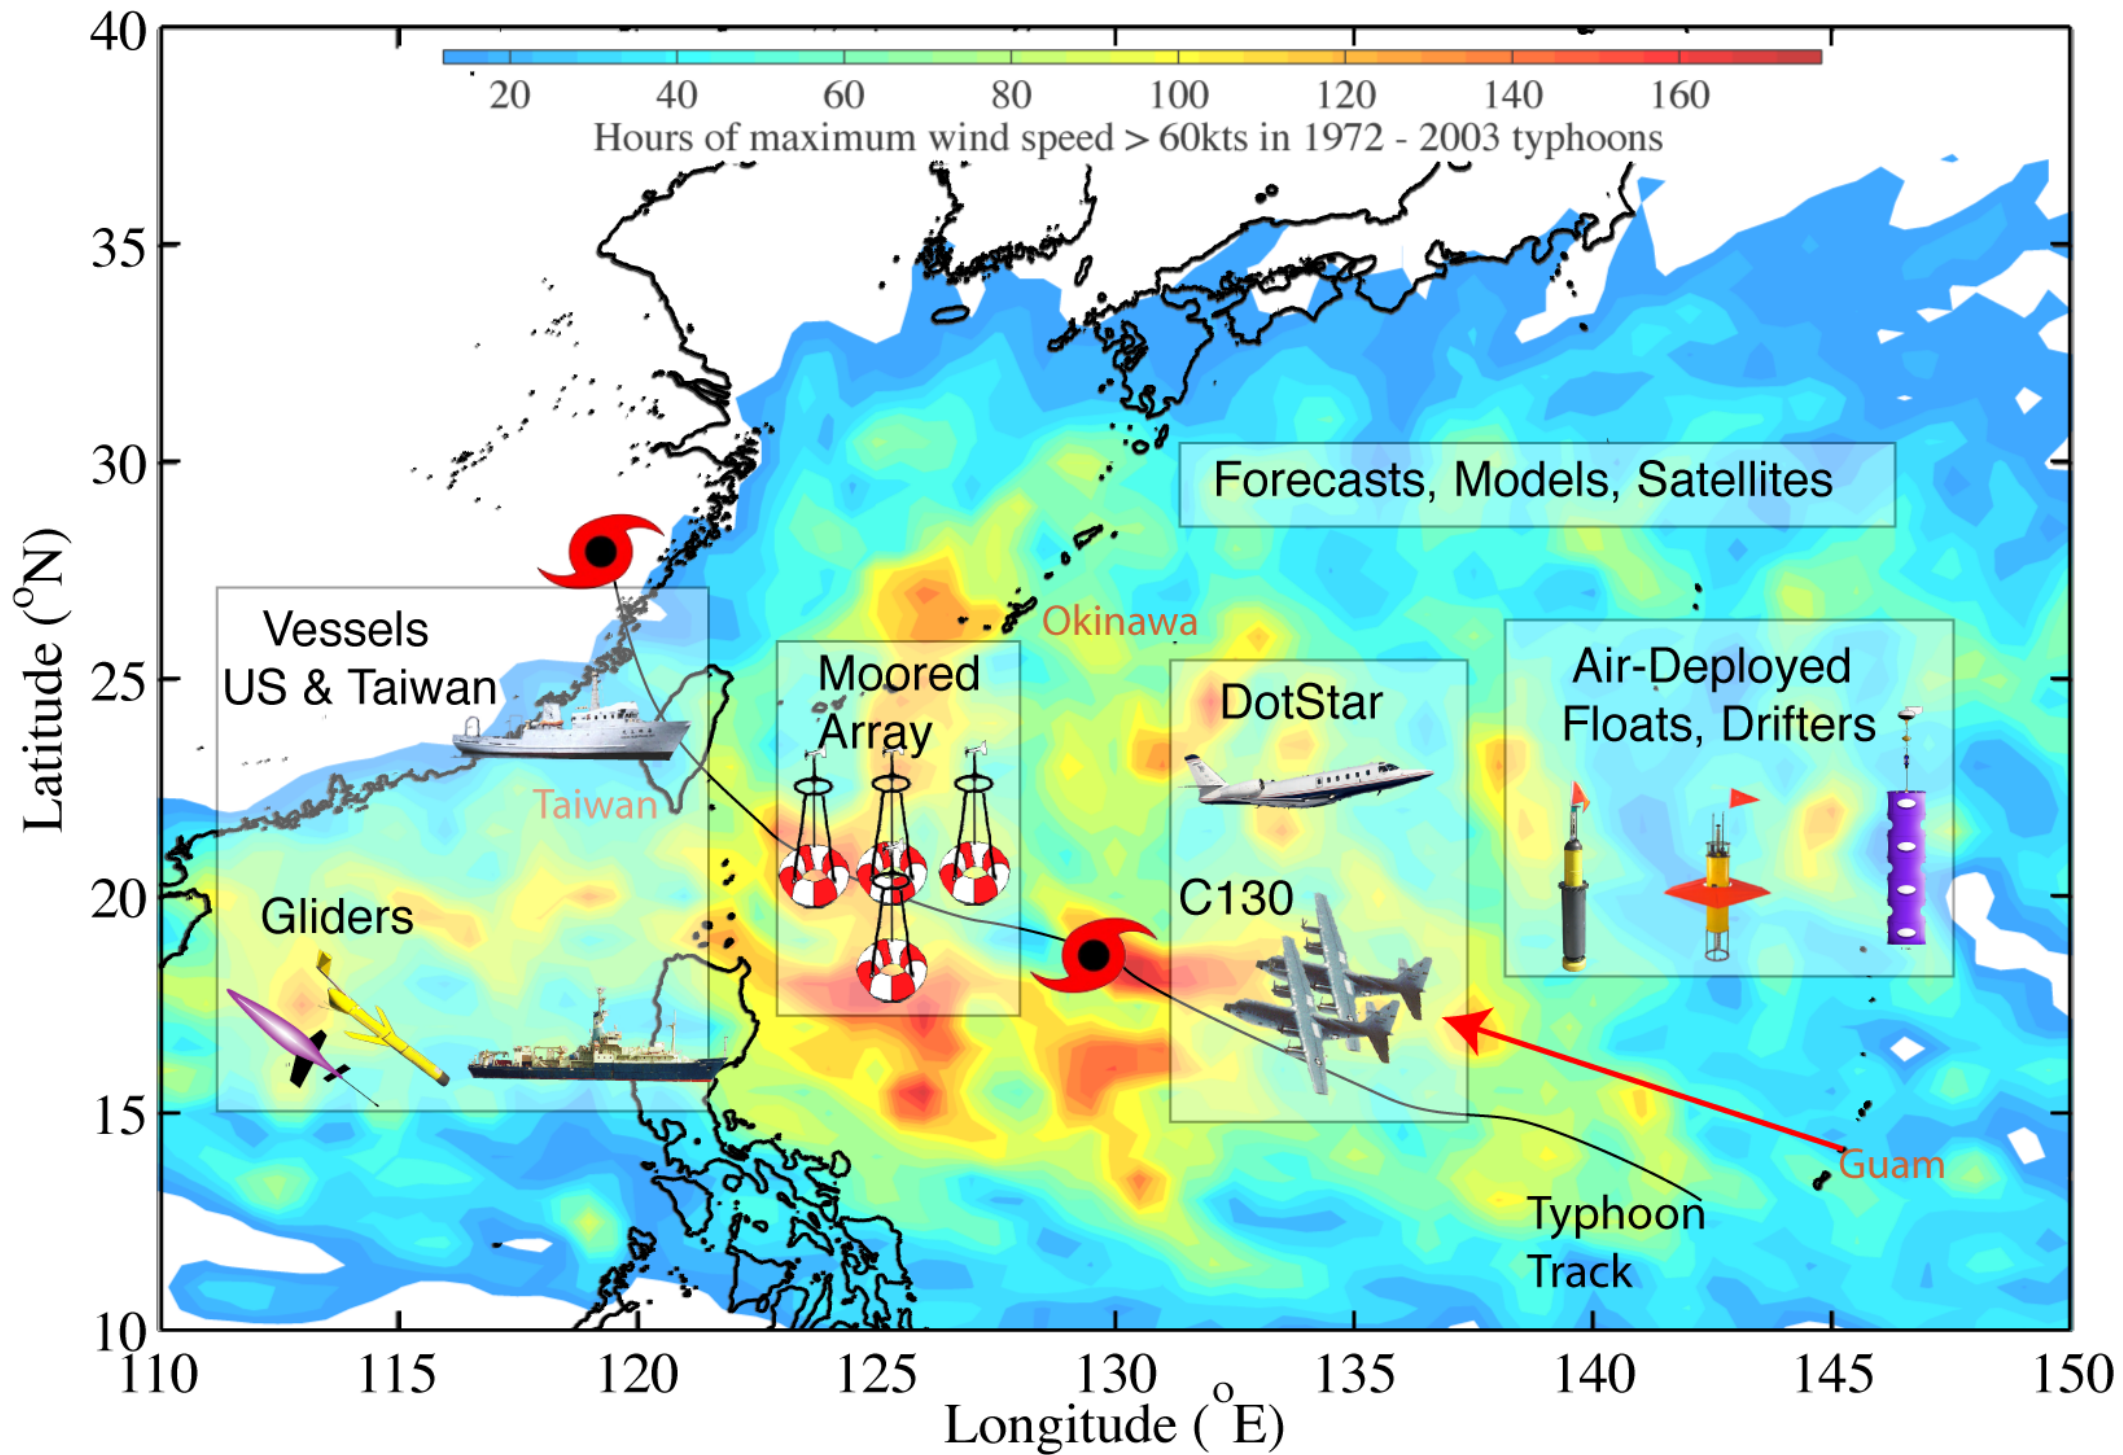 40
20 40 60 80 100 120 140 160
Hours of maximum wind speed > 60kts in 1972 - 2003 typhoons
35
30
Forecasts, Models, Satellites
Latitude (°N)
Vessels
US & Taiwan
Okinawa
25
Moored
Array
DotStar
Air-Deployed
Floats, Drifters
Taiwan
20
Gliders
C130
15
Guam
Typhoon
Track
10
110 115 120 125 130 135 140 145 150
Longitude (°E)